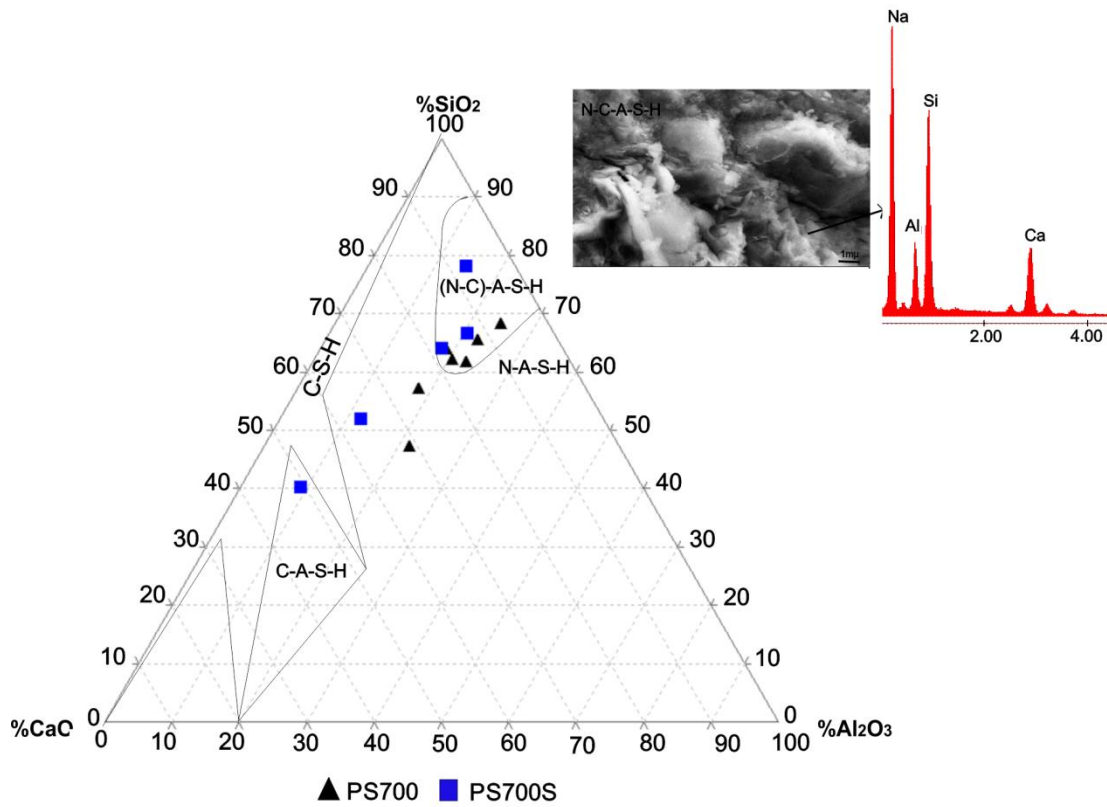 %SiO₂
100
90
90
80
80
70
70
60
60
50
50
40
40
30
30
20
20
10
10
0
0
%CaO
%Al₂O₃
0
10
20
30
40
50
60
70
80
90
100
C-S-H
(N-C)-A-S-H
N-A-S-H
C-A-S-H
PS700
PS700S
N-C-A-S-H
1mμ
Na
Si
Al
Ca
2.00
4.00